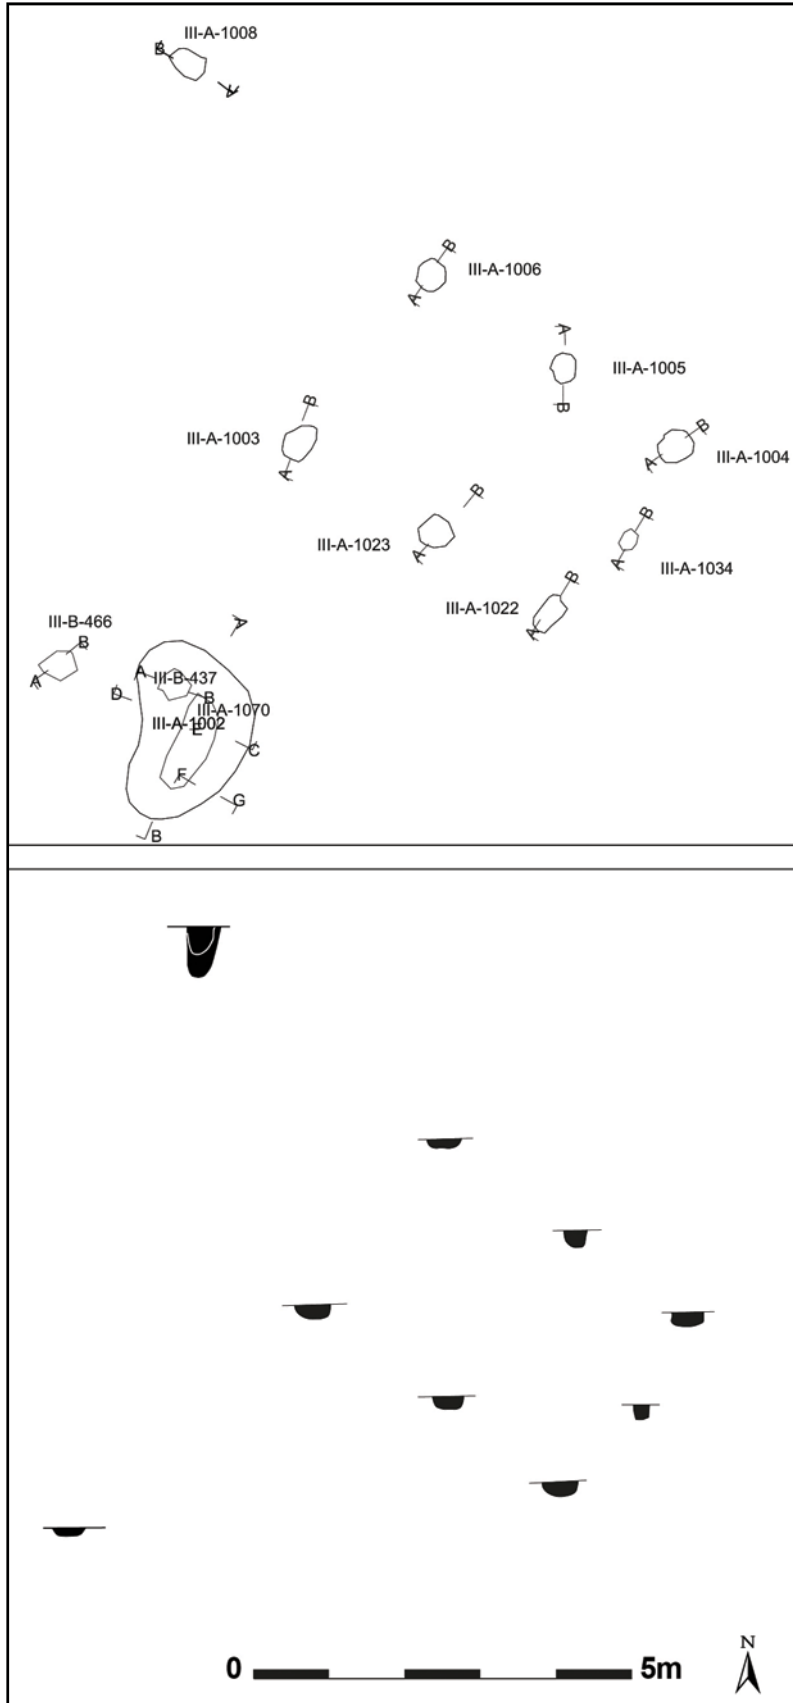 III-A-1008
B
A
B
III-A-1006
A
A
III-A-1005
B
B
III-A-1003
A
B
III-A-1004
A
B
III-A-1023
A
B
III-A-1034
A
B
III-A-1022
A
III-B-466
B
A
A
A
III-B-437
D
B
III-A-1070
III-A-1002
E
C
F
G
B
0
5m
N